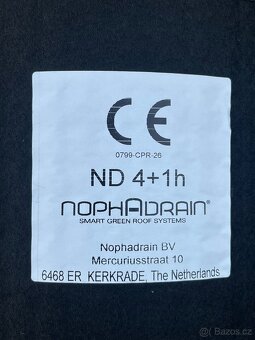 CE
0799-CPR-26
ND 4+1h
NOPHADRAIN®
SMART GREEN ROOF SYSTEMS
Nophadrain BV
Mercuriusstraat 10
6468 ER KERKRADE, The Netherlands
Bazos.cz